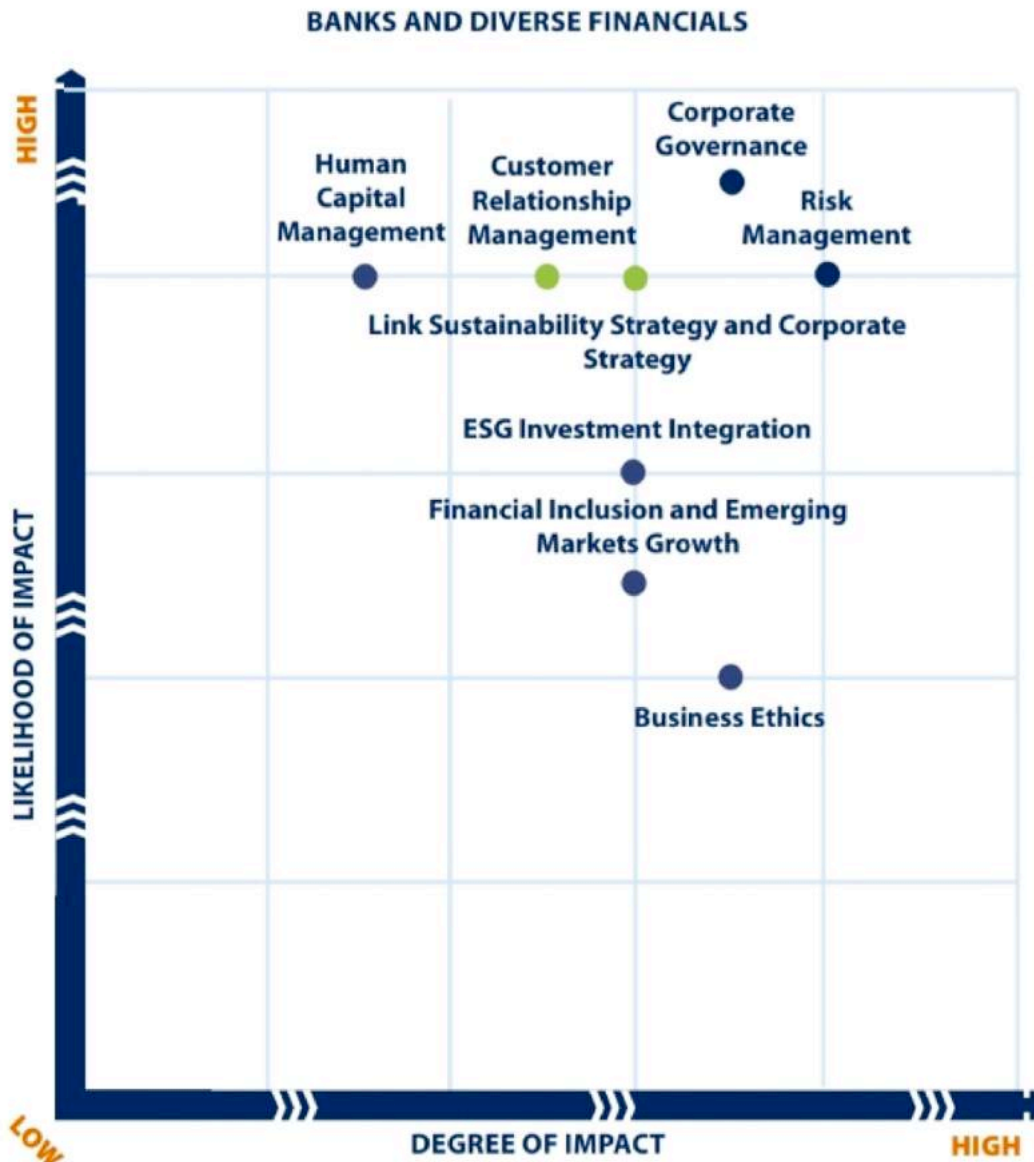 BANKS AND DIVERSE FINANCIALS
HIGH
Corporate
Governance
Human
Capital
Management
Customer
Relationship
Management
Risk
Management
Link Sustainability Strategy and Corporate
Strategy
ESG Investment Integration
Financial Inclusion and Emerging
Markets Growth
Business Ethics
LIKELIHOOD OF IMPACT
LOW
DEGREE OF IMPACT
HIGH